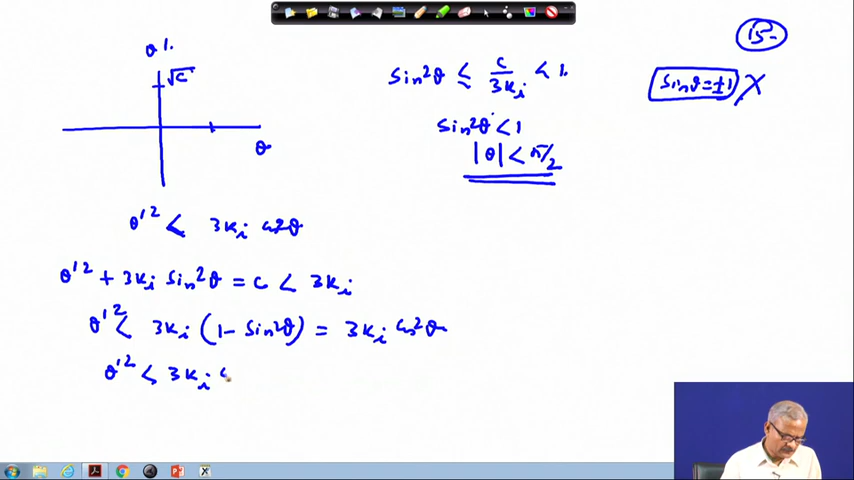 15-
θ'
√c
θ
sin²θ ≤ c/3Kᵢ < 1.
sinθ = ±1 X
sin²θ < 1
|θ| < π/2
θ'² < 3Kᵢ cos²θ
θ'² + 3Kᵢ sin²θ = c < 3Kᵢ
θ'² < 3Kᵢ (1 - sin²θ) = 3Kᵢ cos²θ
θ'² < 3Kᵢ c